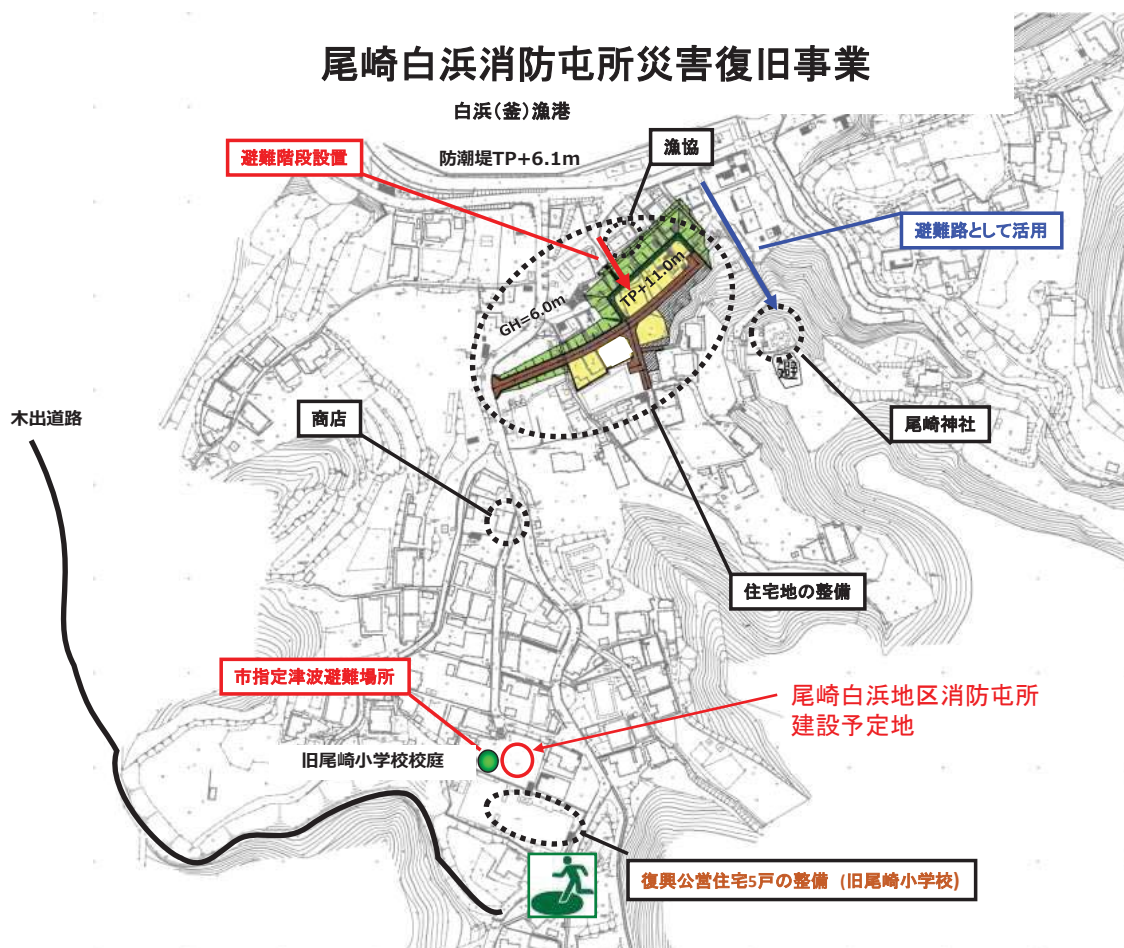 尾崎白浜消防屯所災害復旧事業
白浜(釜)漁港
避難階段設置
防潮堤TP+6.1m
漁協
避難路として活用
TP+11.0m
GH=6.0m
避
商店
尾崎神社
木出道路
住宅地の整備
市指定津波避難場所
尾崎白浜地区消防屯所
建設予定地
旧尾崎小学校校庭
復興公営住宅5戸の整備 (旧尾崎小学校)